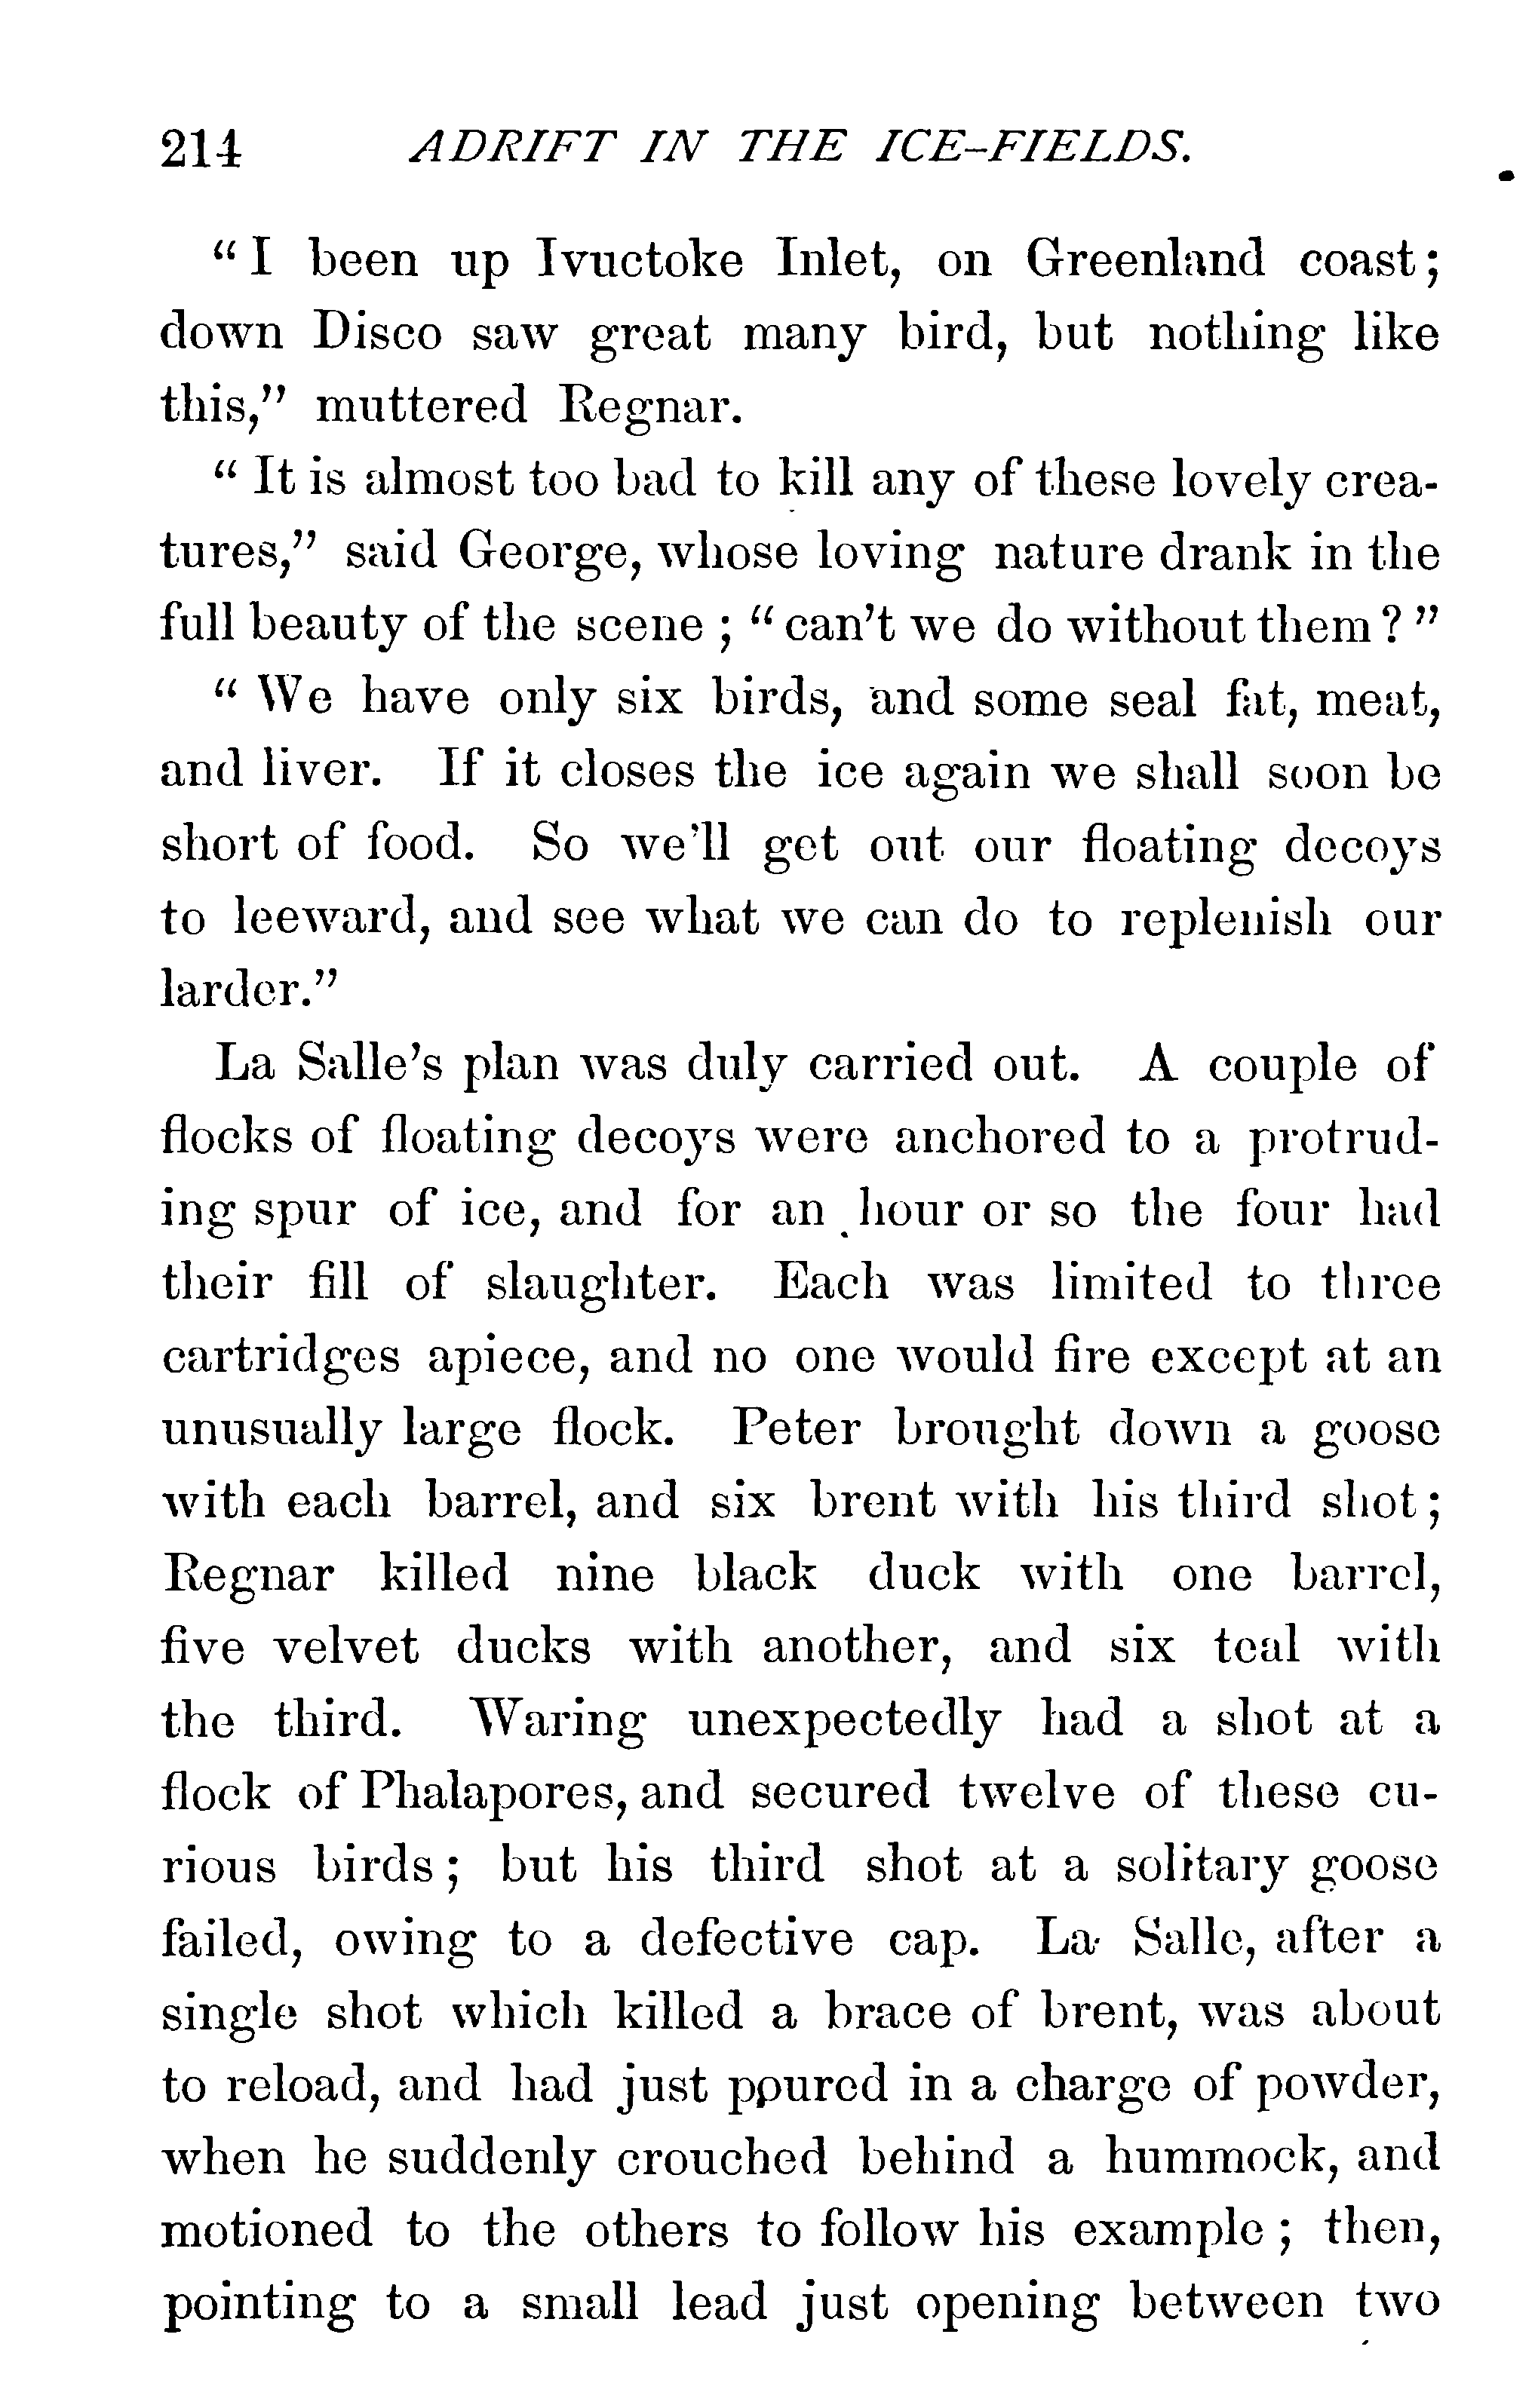 214 ADRIFT IN THE ICE-FIELDS.
" I been up Ivuctoke Inlet, on Greenland coast;
down Disco saw great many bird, but nothing like
this," muttered Regnar.
" It is almost too bad to kill any of these lovely crea-
tures," said George, whose loving nature drank in the
full beauty of the scene ; " can't we do without them ? "
" We have only six birds, and some seal fat, meat,
and liver. If it closes the ice again we shall soon be
short of food. So we'll get out our floating decoys
to leeward, and see what we can do to replenish our
larder."
La Salle's plan was duly carried out. A couple of
flocks of floating decoys were anchored to a protrud-
ing spur of ice, and for an hour or so the four had
their fill of slaughter. Each was limited to three
cartridges apiece, and no one would fire except at an
unusually large flock. Peter brought down a goose
with each barrel, and six brent with his third shot;
Regnar killed nine black duck with one barrel,
five velvet ducks with another, and six teal with
the third. Waring unexpectedly had a shot at a
flock of Phalapores, and secured twelve of these cu-
rious birds; but his third shot at a solitary goose
failed, owing to a defective cap. La Salle, after a
single shot which killed a brace of brent, was about
to reload, and had just poured in a charge of powder,
when he suddenly crouched behind a hummock, and
motioned to the others to follow his example ; then,
pointing to a small lead just opening between two